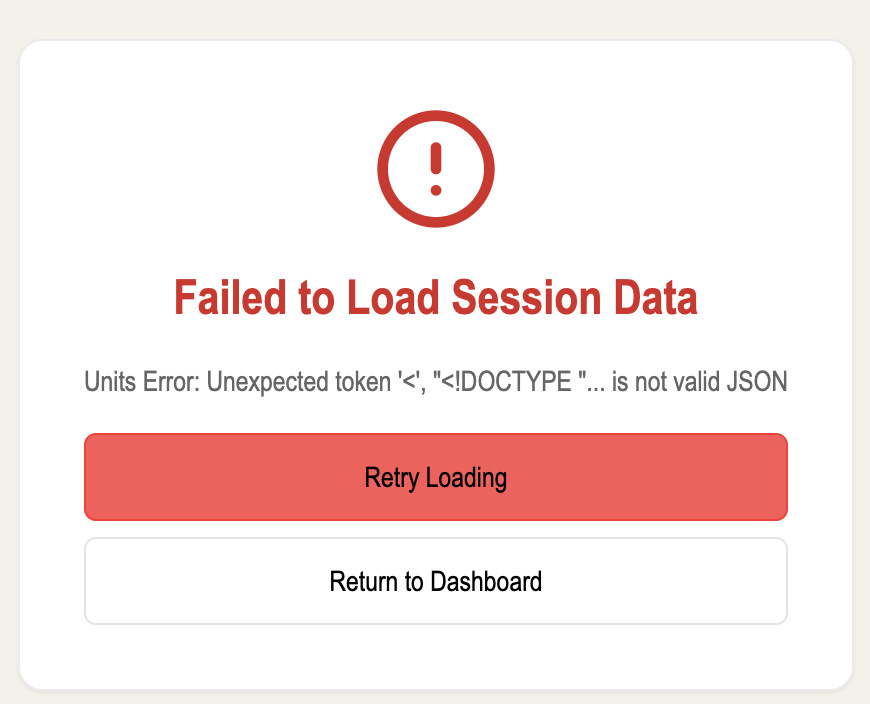 Failed to Load Session Data
Units Error: Unexpected token '<', "<!DOCTYPE "... is not valid JSON
Retry Loading
Return to Dashboard